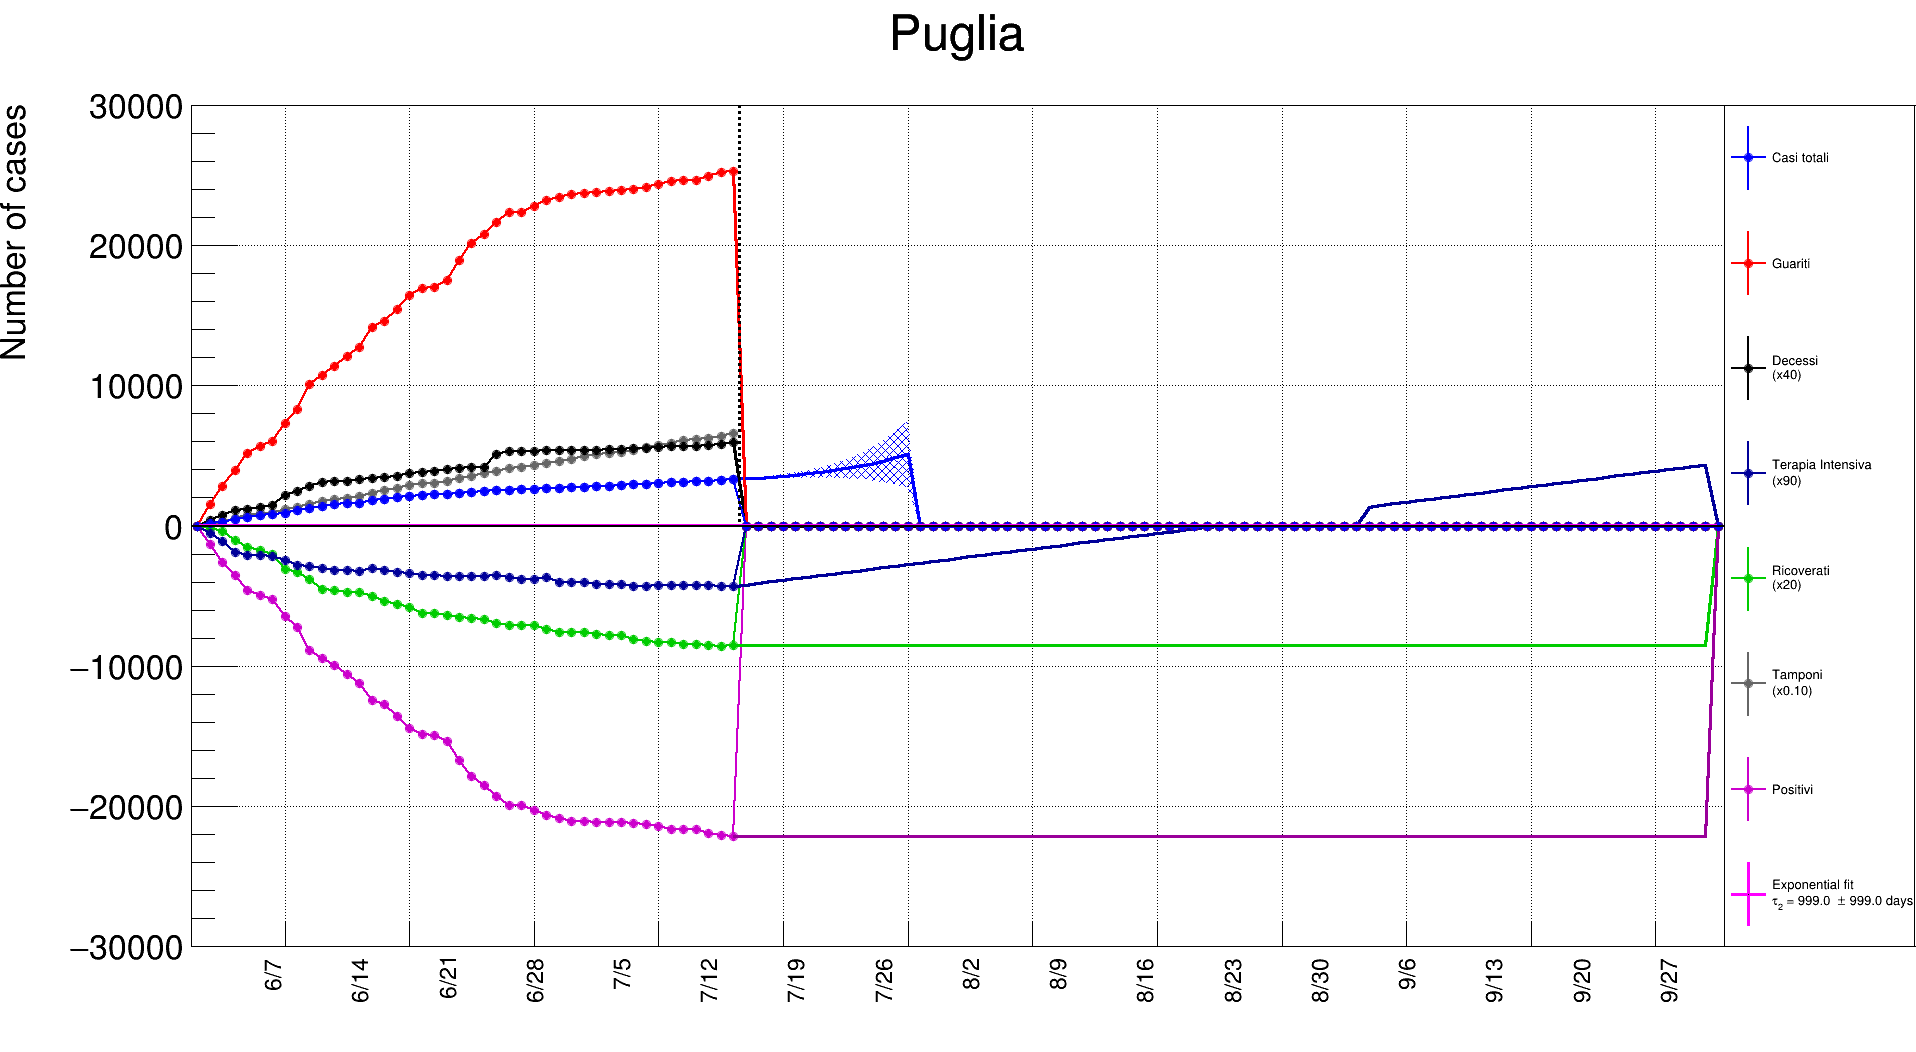 Puglia
Number of cases
30000
20000
10000
0
−10000
−20000
−30000
6/7
6/14
6/21
6/28
7/5
7/12
7/19
7/26
8/2
8/9
8/16
8/23
8/30
9/6
9/13
9/20
9/27
Casi totali
Guariti
Decessi
(x40)
Terapia Intensiva
(x90)
Ricoverati
(x20)
Tamponi
(x0.10)
Positivi
Exponential fit
τ2 = 999.0 ± 999.0 days